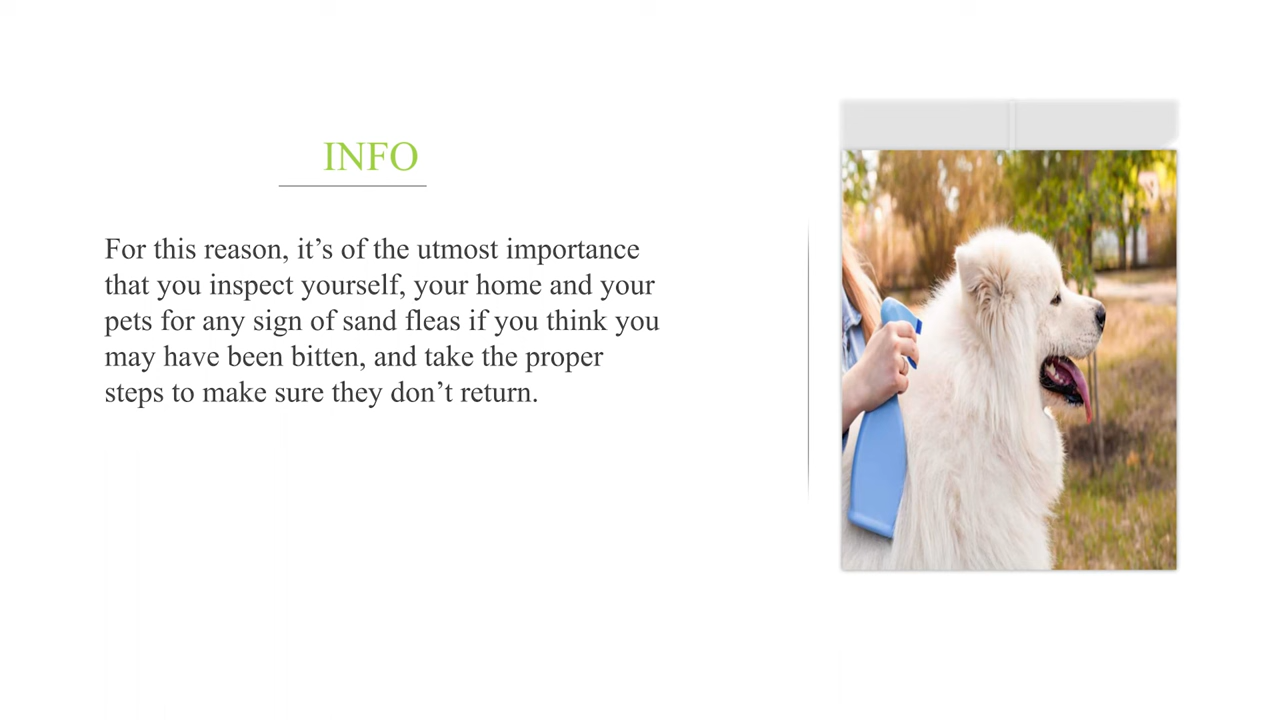 INFO
For this reason, it’s of the utmost importance
that you inspect yourself, your home and your
pets for any sign of sand fleas if you think you
may have been bitten, and take the proper
steps to make sure they don’t return.